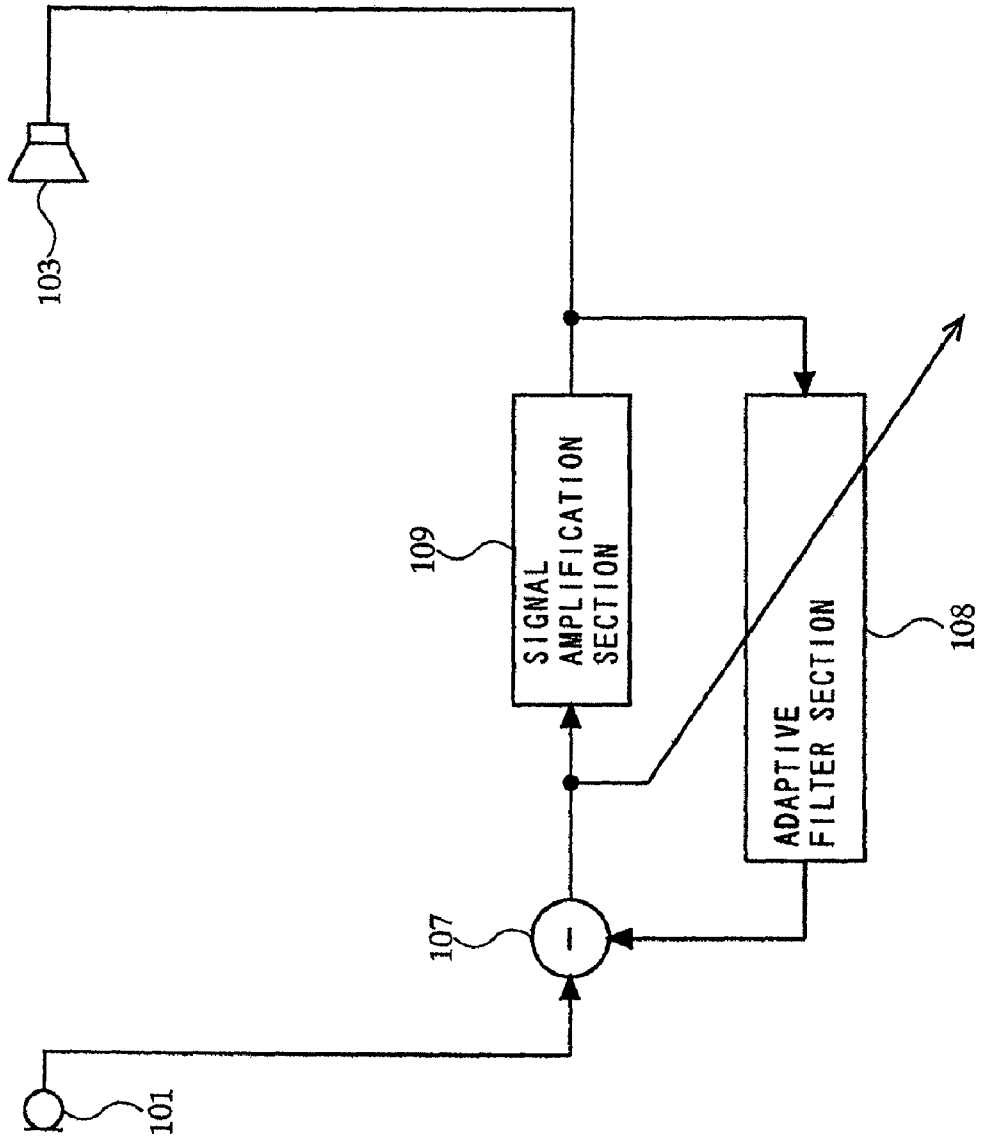 103
109
SIGNAL
AMPLIFICATION
SECTION
107
-
ADAPTIVE
FILTER SECTION
108
101